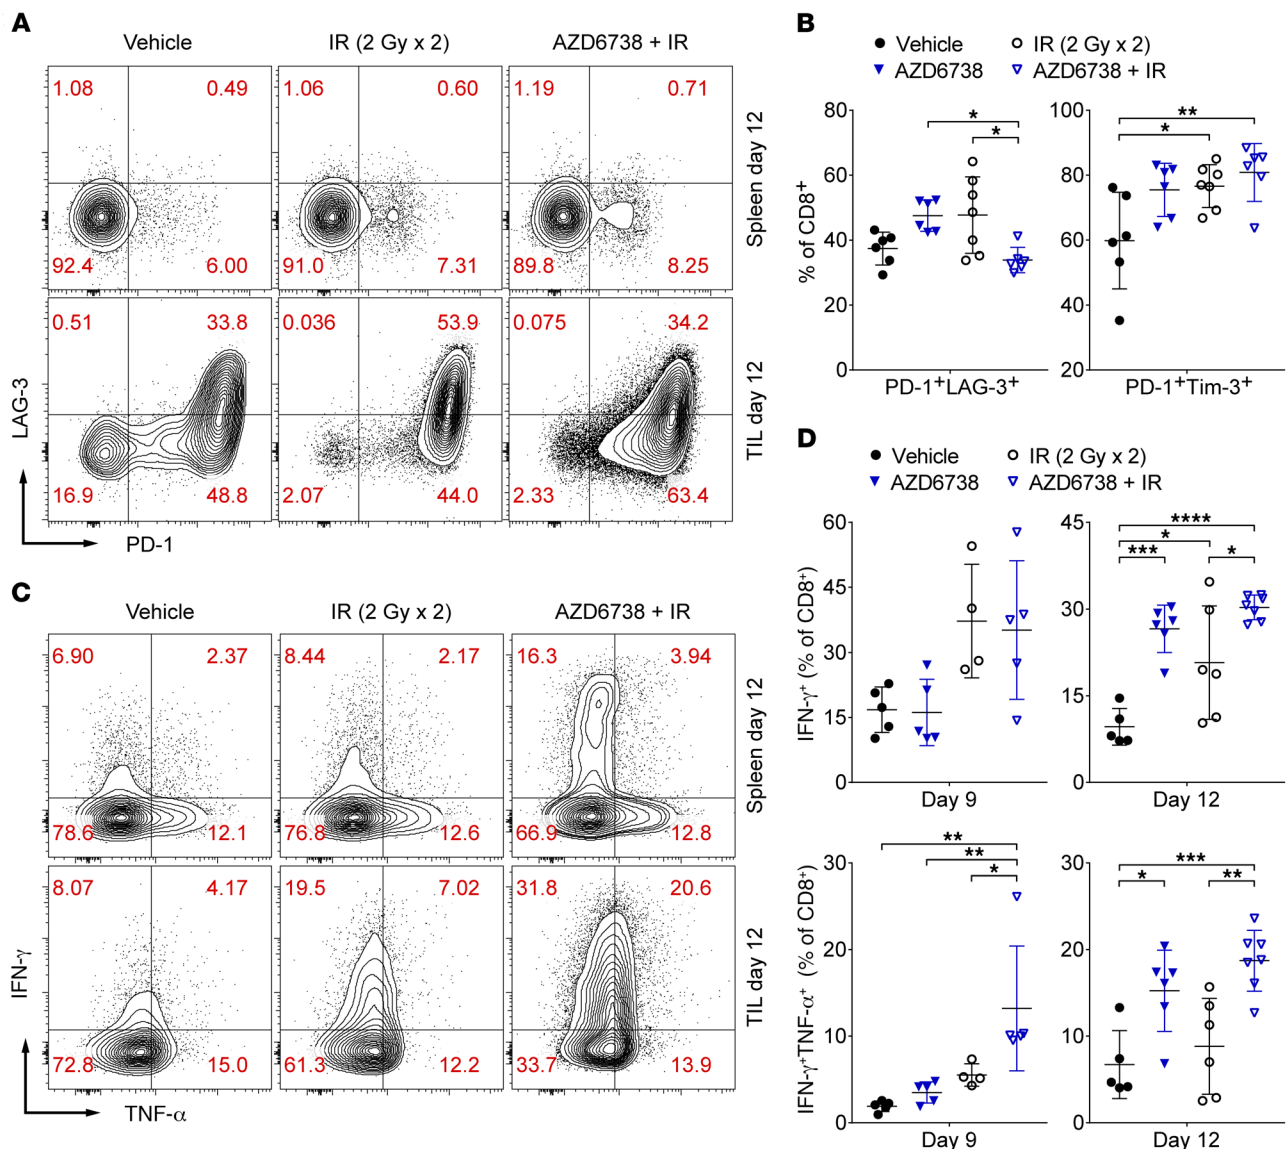 A
Vehicle IR (2 Gy x 2) AZD6738 + IR
1.08 0.49 1.06 0.60 1.19 0.71
92.4 6.00 91.0 7.31 89.8 8.25
Spleen day 12
0.51 33.8 0.036 53.9 0.075 34.2
16.9 48.8 2.07 44.0 2.33 63.4
TIL day 12
LAG-3
PD-1
B
Vehicle IR (2 Gy x 2)
AZD6738 AZD6738 + IR
% of CD8⁺
80
60
40
20
0
* *
PD-1⁺LAG-3⁺
100
80
60
40
20
** *
PD-1⁺Tim-3⁺
C
Vehicle IR (2 Gy x 2) AZD6738 + IR
6.90 2.37 8.44 2.17 16.3 3.94
78.6 12.1 76.8 12.6 66.9 12.8
Spleen day 12
8.07 4.17 19.5 7.02 31.8 20.6
72.8 15.0 61.3 12.2 33.7 13.9
TIL day 12
IFN-γ
TNF-α
D
Vehicle IR (2 Gy x 2)
AZD6738 AZD6738 + IR
IFN-γ⁺ (% of CD8⁺)
60
45
30
15
0
Day 9
45
30
15
0
****
*
*** *
Day 12
IFN-γ⁺TNF-α⁺ (% of CD8⁺)
30
20
10
0
**
**
*
Day 9
30
20
10
0
***
* **
Day 12